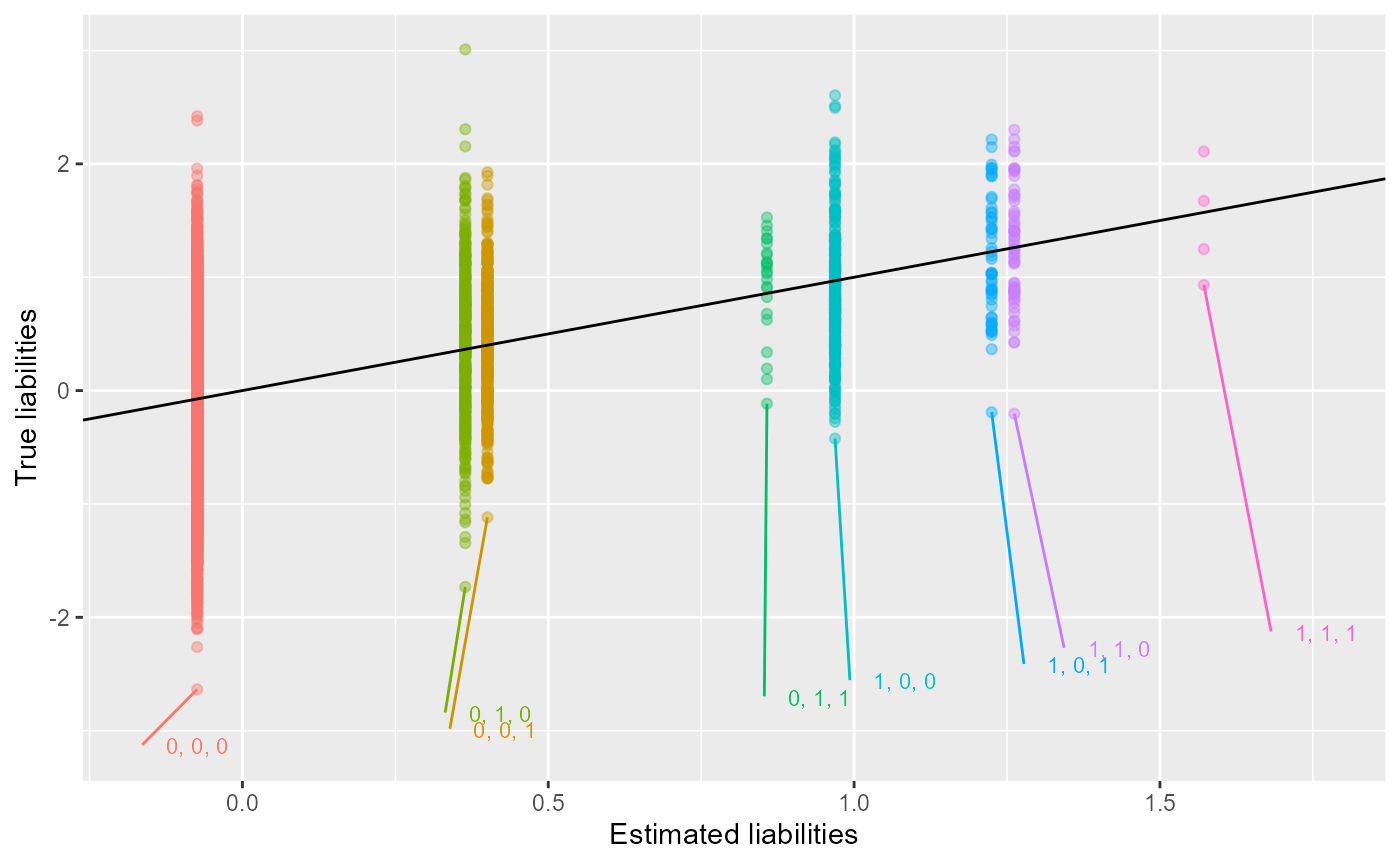 True liabilities
2
0
-2
0, 0, 0
0, 1, 0
0, 0, 1
0, 1, 1
1, 0, 0
1, 0, 1
1, 1, 0
1, 1, 1
0.0
0.5
1.0
1.5
Estimated liabilities